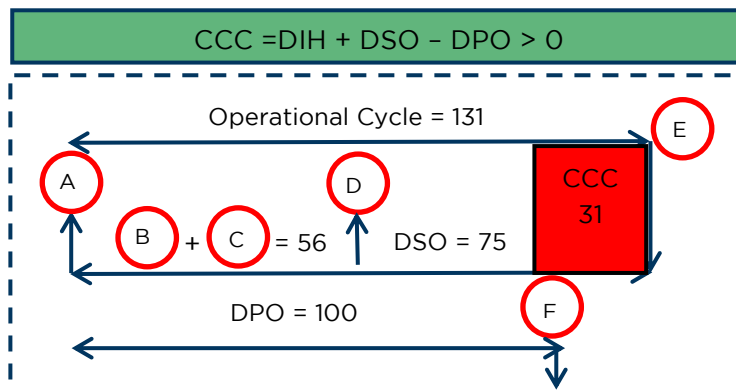 CCC =DIH + DSO – DPO > 0
Operational Cycle = 131
E
A
D
CCC
31
B + C = 56
DSO = 75
DPO = 100
F